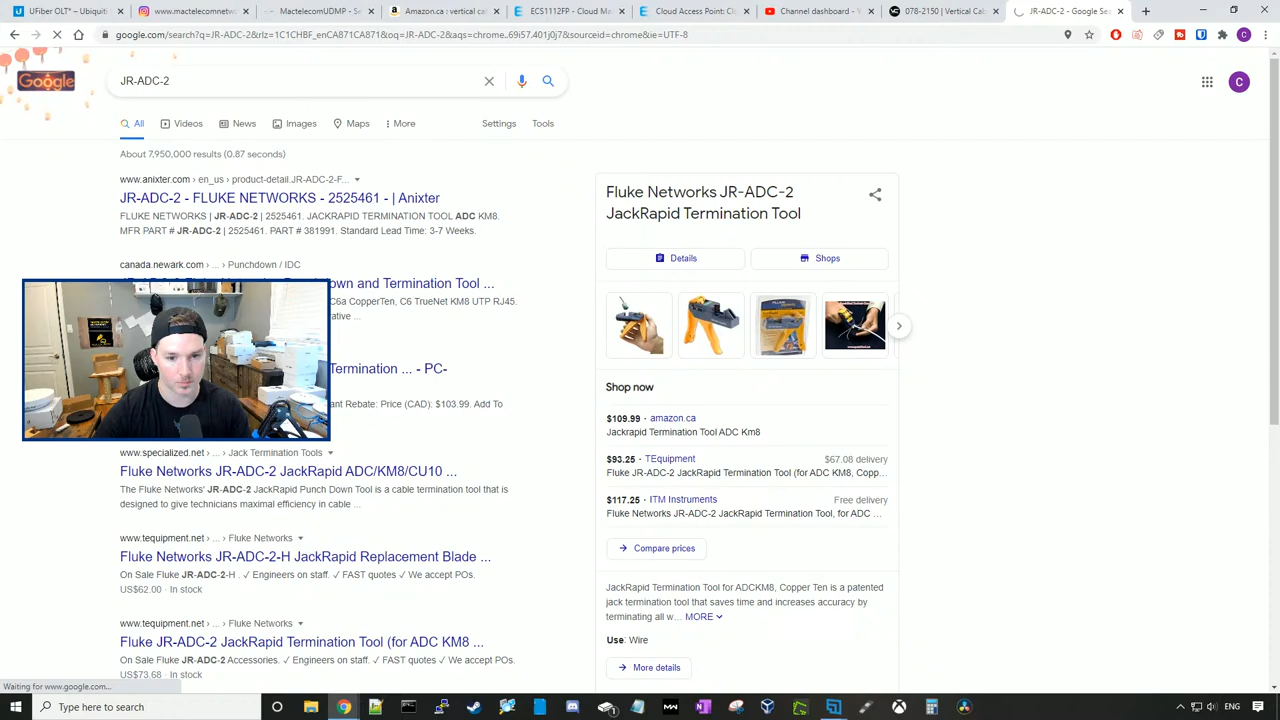 UFiber OLT™
www.mactelecomnetwo
MactelecomUDMP - Se
Amazon.ca : vertical ca
ECS1112FP - Cloud Man
Cloud Access Point: Clo
Channel dashboard - Y
078-2150 | Vertical Cab
JR-ADC-2 - Google Sea
google.com/search?q=JR-ADC-2&rlz=1C1CHBF_enCA871CA871&oq=JR-ADC-2&aqs=chrome..69i57.401j0j7&sourceid=chrome&ie=UTF-8
C
Google
JR-ADC-2
C
All
Videos
News
Images
Maps
More
Settings
Tools
About 7,950,000 results (0.87 seconds)
www.anixter.com › en_us › product-detail.JR-ADC-2-F...
JR-ADC-2 - FLUKE NETWORKS - 2525461 - | Anixter
FLUKE NETWORKS | JR-ADC-2 | 2525461. JACKRAPID TERMINATION TOOL ADC KM8.
MFR PART # JR-ADC-2 | 2525461. PART # 381991. Standard Lead Time: 3-7 Weeks.
canada.newark.com › ... › Punchdown / IDC
own and Termination Tool ...
C6a CopperTen, C6 TrueNet KM8 UTP RJ45.
ative ...
Termination ... - PC-
ant Rebate: Price (CAD): $103.99. Add To
www.specialized.net › ... › Jack Termination Tools
Fluke Networks JR-ADC-2 JackRapid ADC/KM8/CU10 ...
The Fluke Networks' JR-ADC-2 JackRapid Punch Down Tool is a cable termination tool that is
designed to give technicians maximal efficiency in cable ...
www.tequipment.net › ... › Fluke Networks
Fluke Networks JR-ADC-2-H JackRapid Replacement Blade ...
On Sale Fluke JR-ADC-2-H . ✓ Engineers on staff. ✓ FAST quotes ✓ We accept POs.
US$62.00 · In stock
www.tequipment.net › ... › Fluke Networks
Fluke JR-ADC-2 JackRapid Termination Tool (for ADC KM8 ...
On Sale Fluke JR-ADC-2 Accessories. ✓ Engineers on staff. ✓ FAST quotes ✓ We accept POs.
US$73.68 · In stock
Fluke Networks JR-ADC-2
JackRapid Termination Tool
Details
Shops
Shop now
$109.99 · amazon.ca
Jackrapid Termination Tool ADC Km8
$93.25 · TEquipment $67.08 delivery
Fluke JR-ADC-2 JackRapid Termination Tool (for ADC KM8, Copp...
$117.25 · ITM Instruments Free delivery
Fluke Networks JR-ADC-2 JackRapid Termination Tool, for ADC ...
Compare prices
JackRapid Termination Tool for ADCKM8, Copper Ten is a patented
jack termination tool that saves time and increases accuracy by
terminating all w... MORE
Use: Wire
More details
Waiting for www.google.com...
Type here to search
ENG